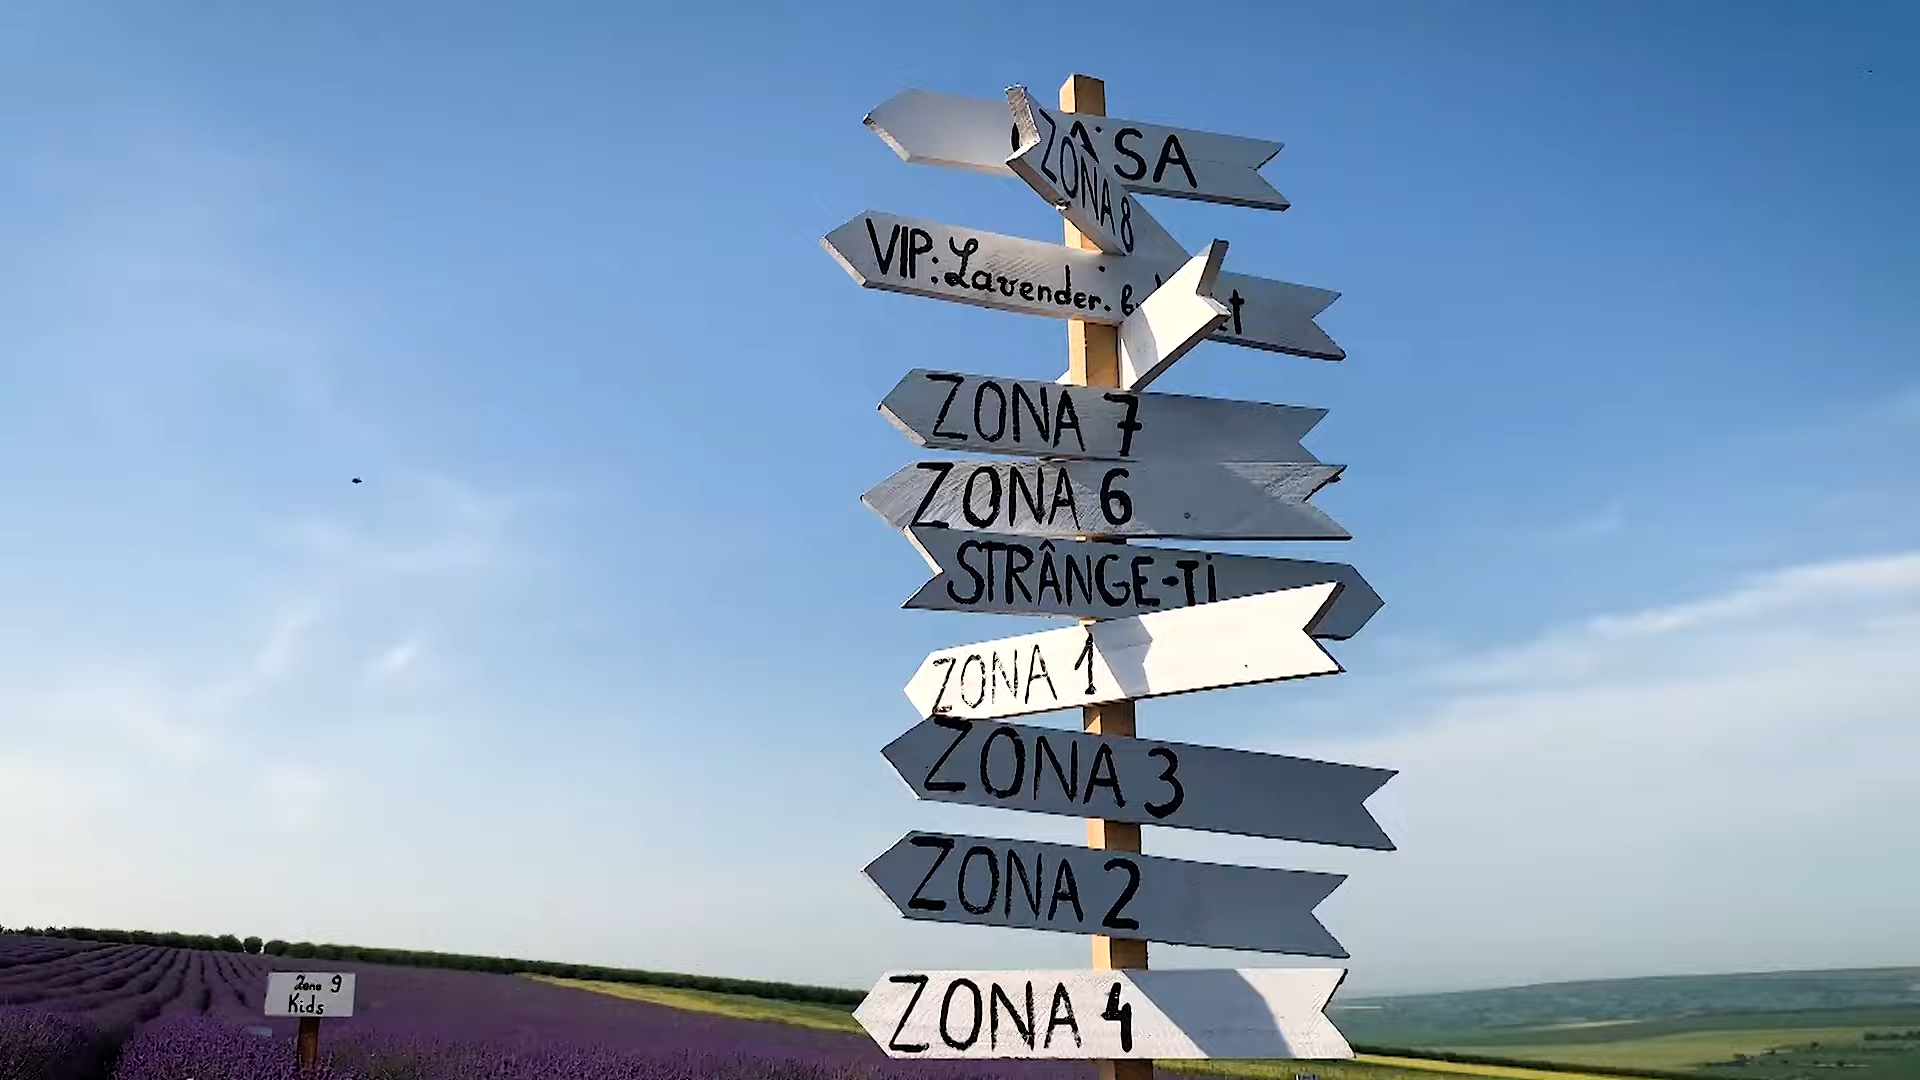 ZONA 8
VIP: Lavender.
ZONA 7
ZONA 6
STRÂNGE-Ți
ZONA 1
ZONA 3
ZONA 2
ZONA 4
Zona 9
Kids